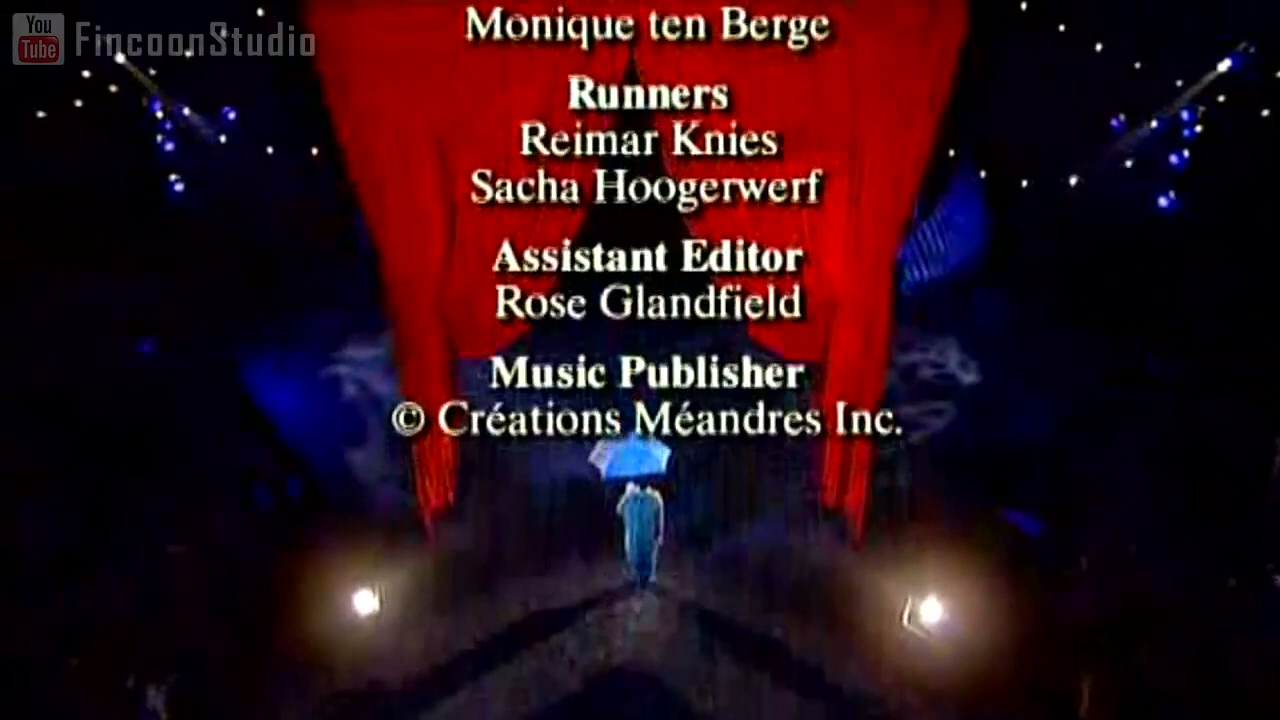 You
Tube
FincoonStudio
Monique ten Berge
Runners
Reimar Knies
Sacha Hoogerwerf
Assistant Editor
Rose Glandfield
Music Publisher
© Créations Méandres Inc.